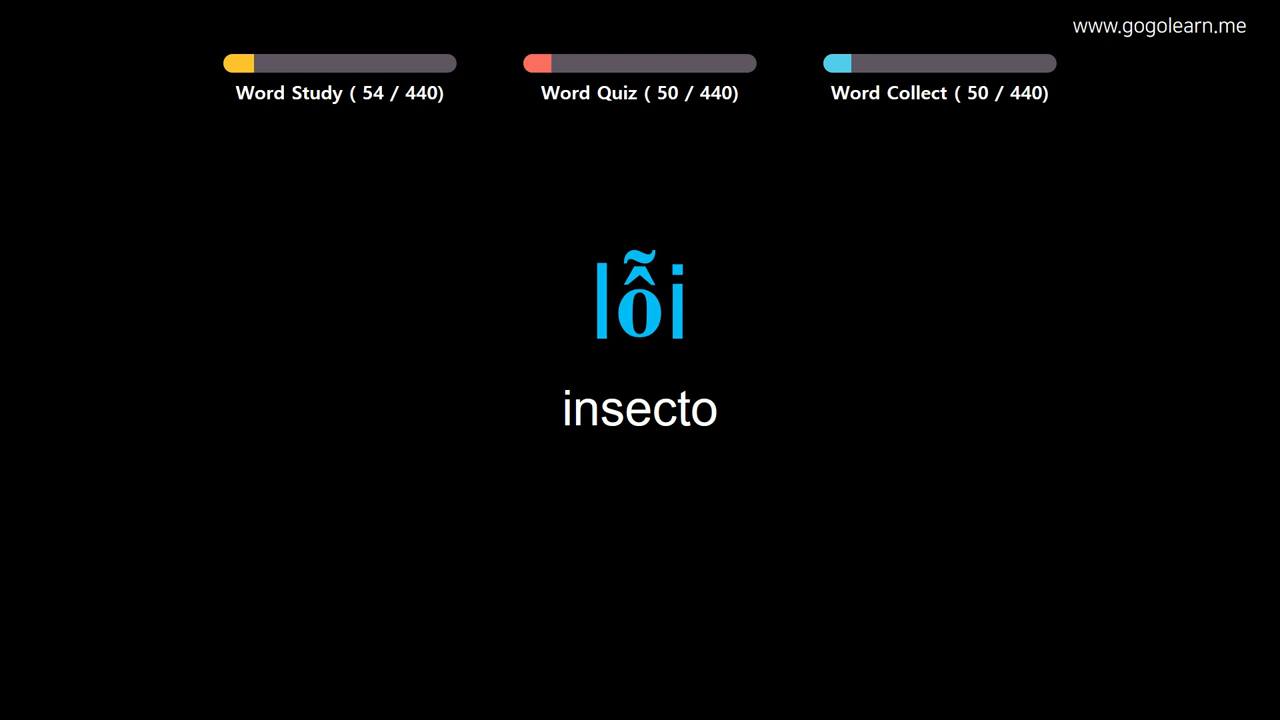 www.gogolearn.me
Word Study ( 54 / 440)
Word Quiz ( 50 / 440)
Word Collect ( 50 / 440)
lỗi
insecto